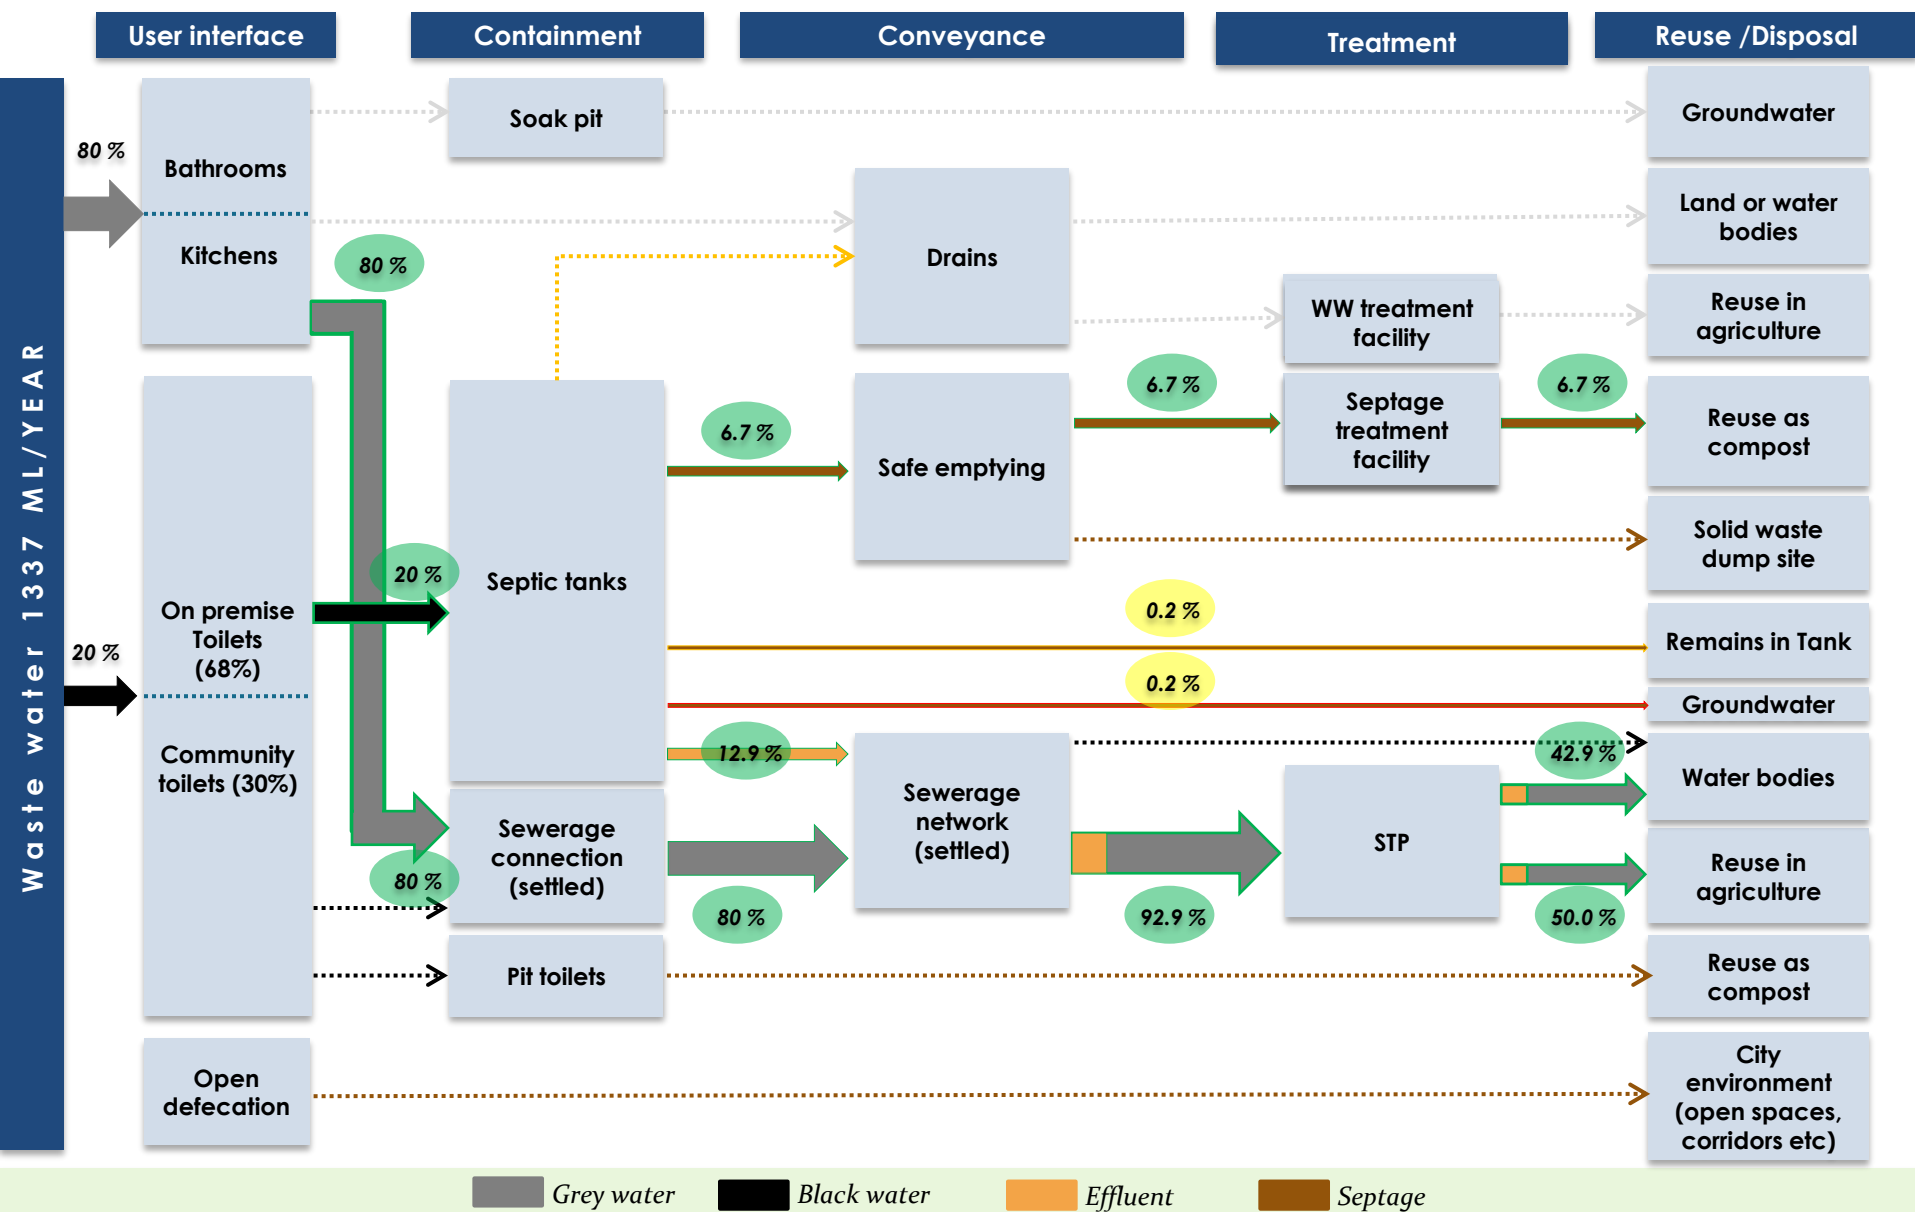 User interface
Containment
Conveyance
Treatment
Reuse /Disposal
Waste water 1337 ML/YEAR
80 %
20 %
Bathrooms
Kitchens
80 %
On premise
Toilets
(68%)
Community
toilets (30%)
Open
defecation
Soak pit
20 %
Septic tanks
80 %
Sewerage
connection
(settled)
Pit toilets
6.7 %
12.9 %
80 %
Drains
Safe emptying
Sewerage
network
(settled)
6.7 %
0.2 %
0.2 %
92.9 %
WW treatment
facility
Septage
treatment
facility
STP
6.7 %
42.9 %
50.0 %
Groundwater
Land or water
bodies
Reuse in
agriculture
Reuse as
compost
Solid waste
dump site
Remains in Tank
Groundwater
Water bodies
Reuse in
agriculture
Reuse as
compost
City
environment
(open spaces,
corridors etc)
Grey water
Black water
Effluent
Septage